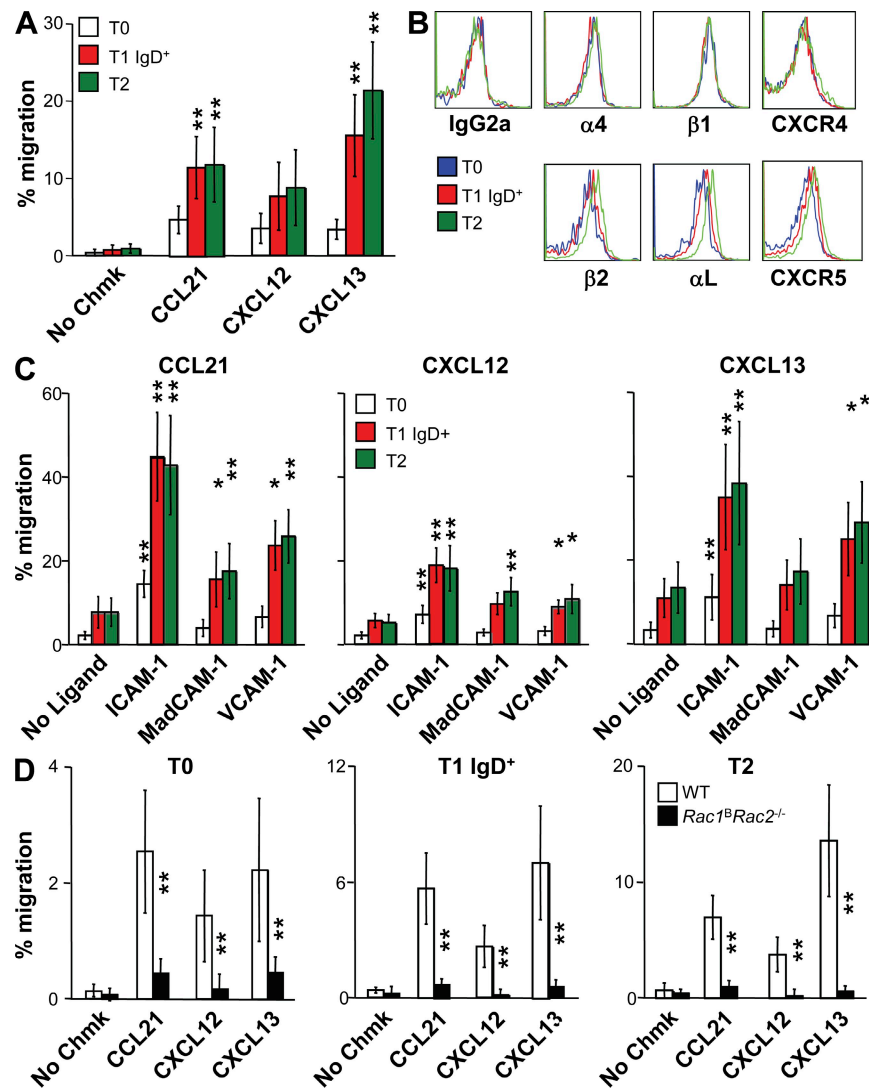 A
30
20
10
0
% migration
T0
T1 IgD+
T2
**
**
**
**
No Chmk
CCL21
CXCL12
CXCL13
B
IgG2a
α4
β1
CXCR4
T0
T1 IgD+
T2
β2
αL
CXCR5
C
CCL21
CXCL12
CXCL13
60
40
20
0
% migration
T0
T1 IgD+
T2
**
**
**
*
**
*
**
**
**
**
**
*
*
**
**
**
*
*
No Ligand
ICAM-1
MadCAM-1
VCAM-1
No Ligand
ICAM-1
MadCAM-1
VCAM-1
No Ligand
ICAM-1
MadCAM-1
VCAM-1
D
T0
T1 IgD+
T2
% migration
4
2
0
**
**
**
No Chmk
CCL21
CXCL12
CXCL13
12
6
0
**
**
**
No Chmk
CCL21
CXCL12
CXCL13
20
10
0
WT
Rac1ᴮRac2-/-
**
**
**
No Chmk
CCL21
CXCL12
CXCL13